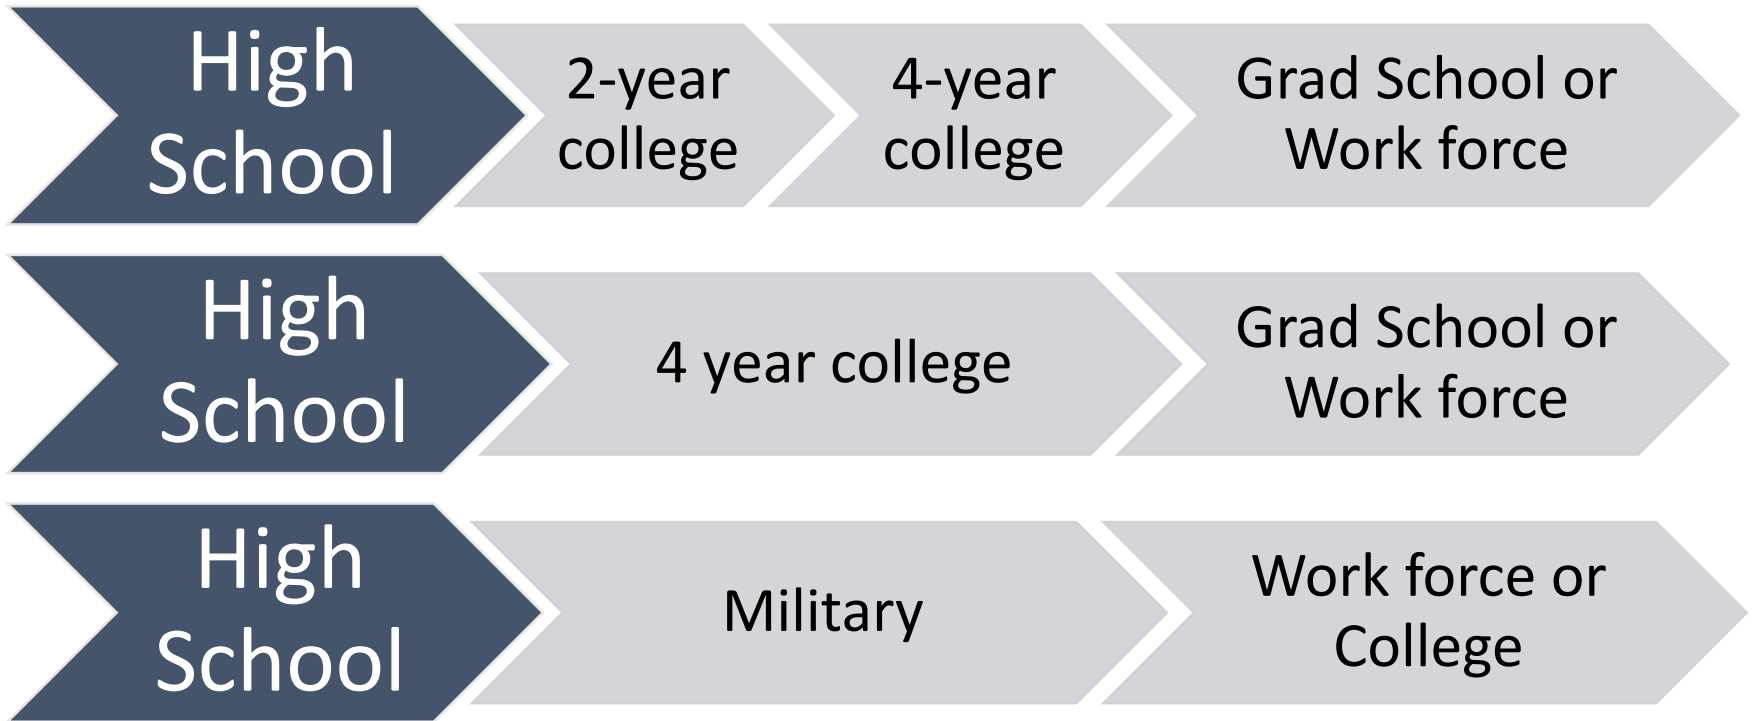 High
School
2-year
college
4-year
college
Grad School or
Work force
High
School
4 year college
Grad School or
Work force
High
School
Military
Work force or
College